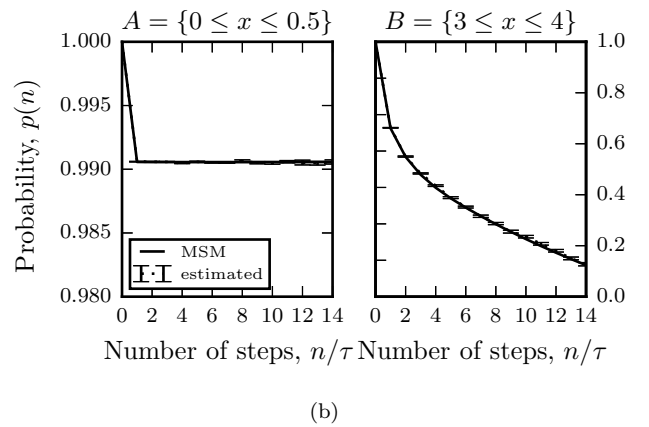 A = {0 ≤ x ≤ 0.5}
B = {3 ≤ x ≤ 4}
Probability, p(n)
1.000
0.995
0.990
0.985
0.980
MSM
estimated
0 2 4 6 8 10 12 14
Number of steps, n/τ
1.0
0.8
0.6
0.4
0.2
0.0
0 2 4 6 8 10 12 14
Number of steps, n/τ
(b)